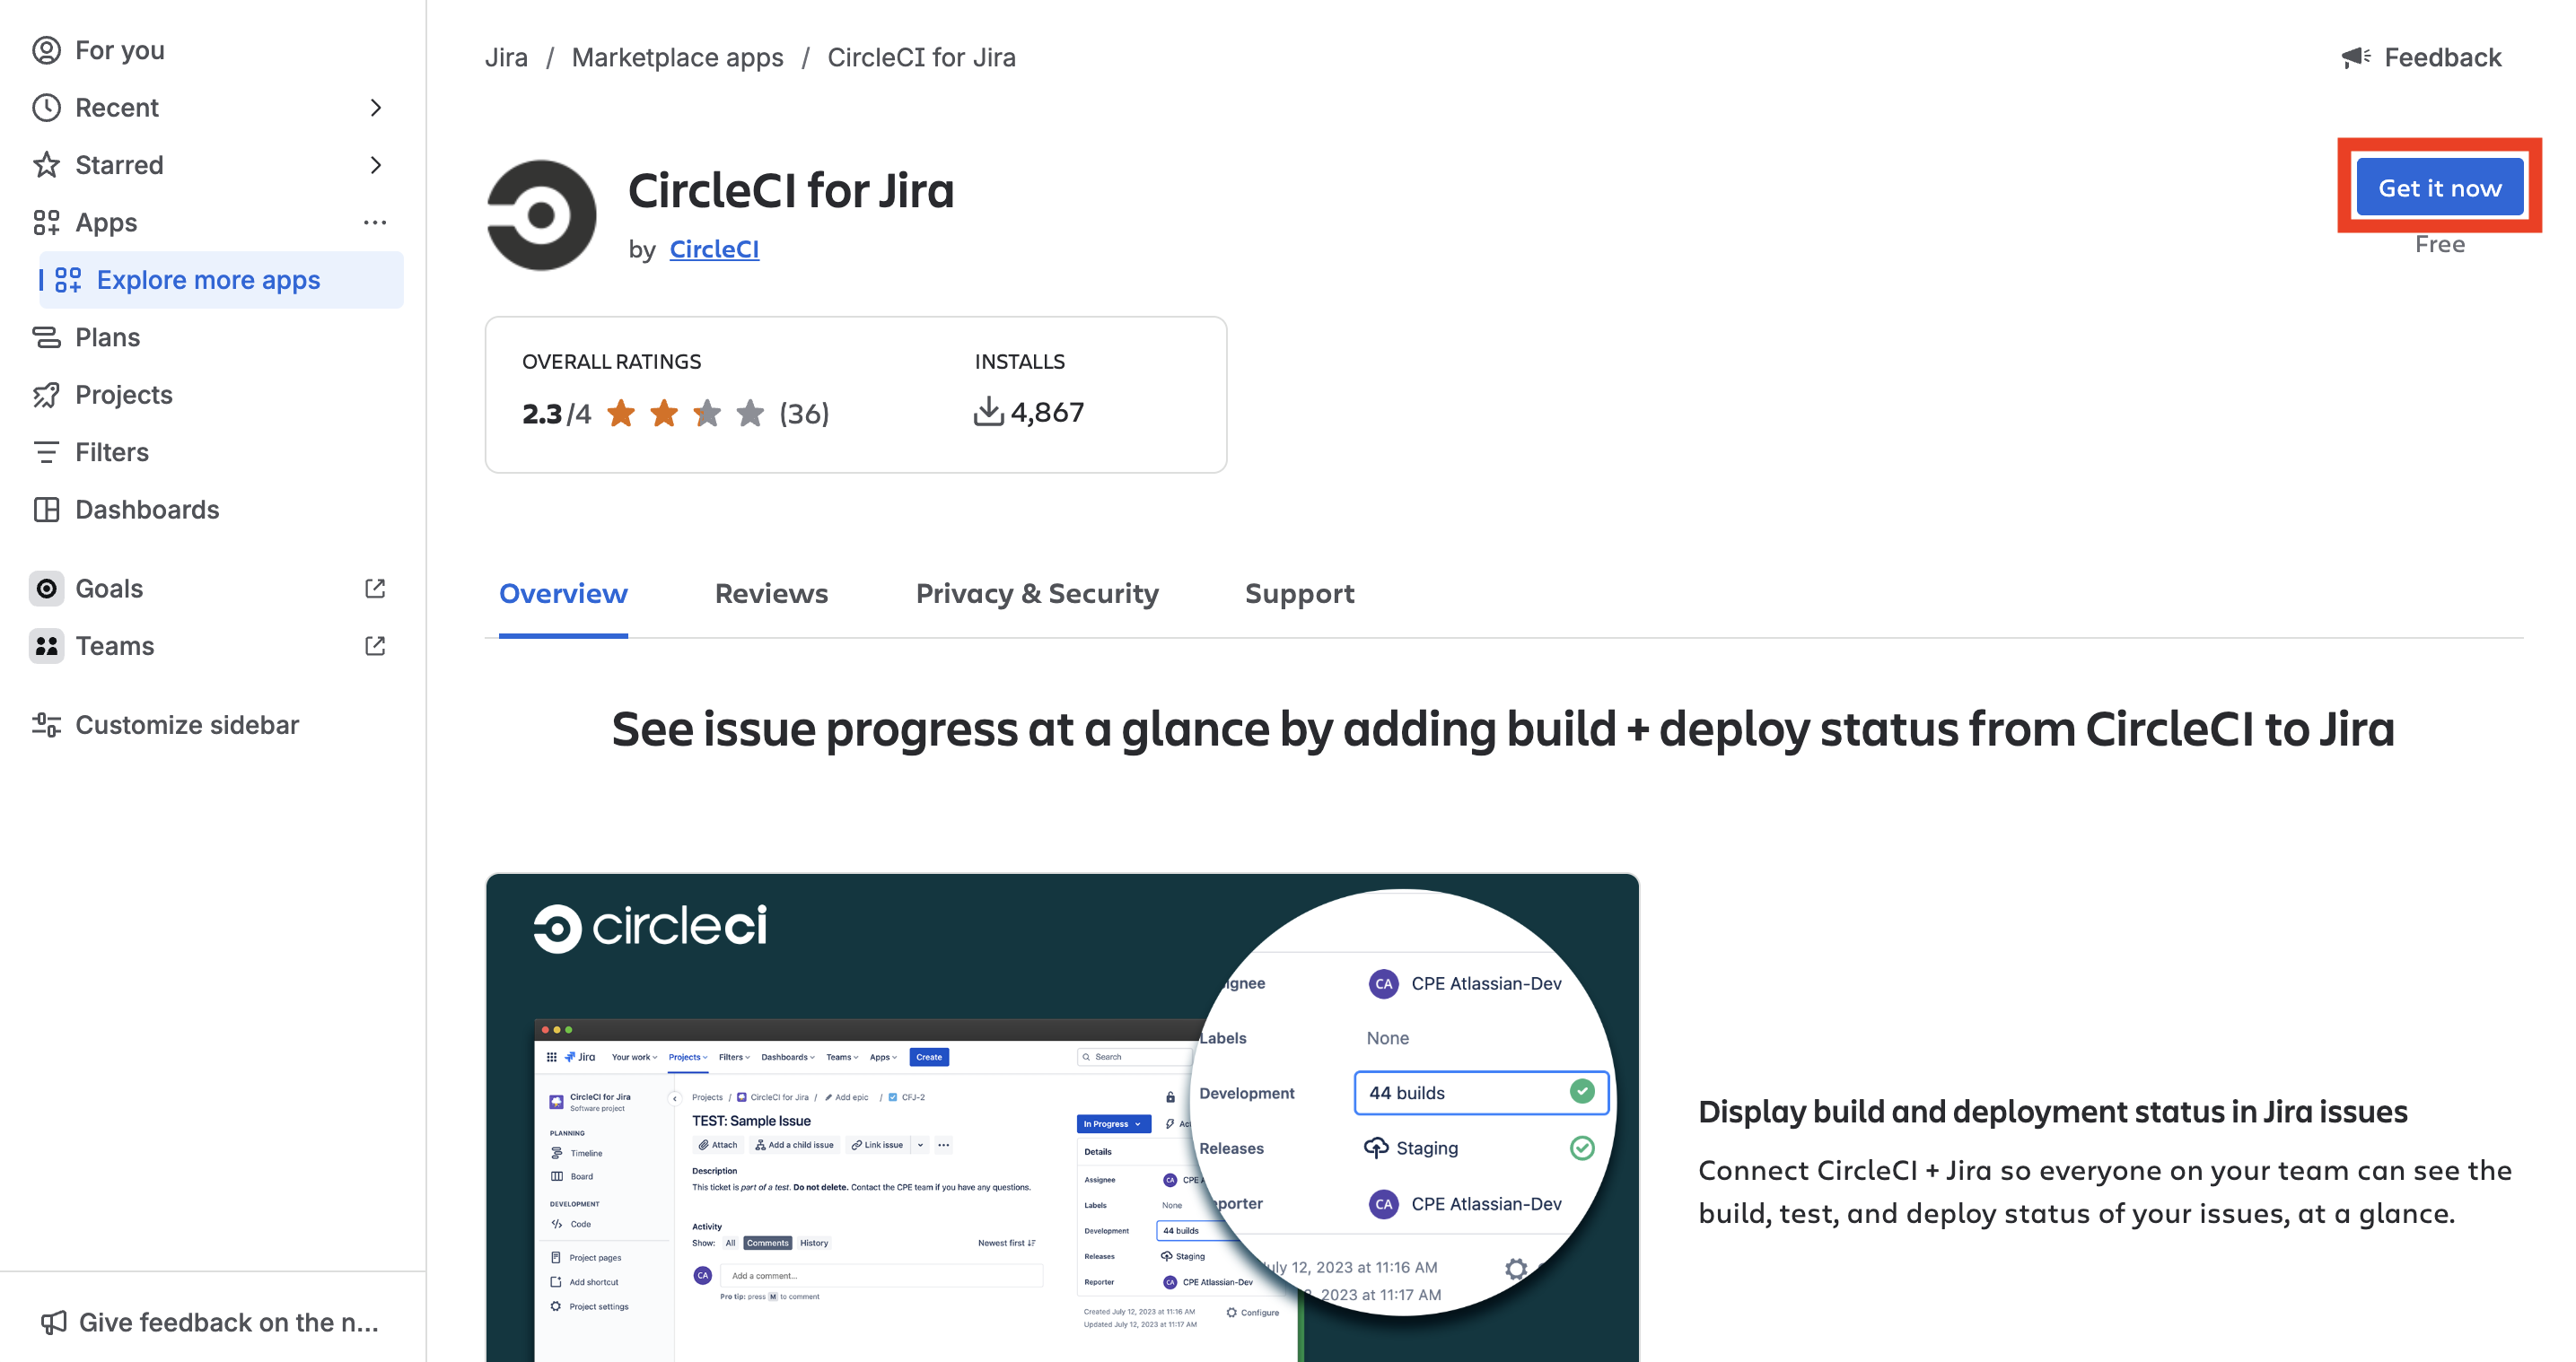 For you
Recent
Starred
Apps
Explore more apps
Plans
Projects
Filters
Dashboards
Goals
Teams
Customize sidebar
Give feedback on the n...
Jira / Marketplace apps / CircleCI for Jira
Feedback
CircleCI for Jira
by CircleCI
Get it now
Free
OVERALL RATINGS
2.3/4 (36)
INSTALLS
4,867
Overview Reviews Privacy & Security Support
See issue progress at a glance by adding build + deploy status from CircleCI to Jira
circleci
Jira Your work Projects Filters Dashboards Teams Apps Create Search
CircleCI for Jira
Software project
PLANNING
Timeline
Board
DEVELOPMENT
Code
Project pages
Add shortcut
Project settings
Projects / CircleCI for Jira / Add epic / CFJ-2
TEST: Sample Issue
Attach Add a child issue Link issue
Description
This ticket is part of a test. Do not delete. Contact the CPE team if you have any questions.
Activity
Show: All Comments History Newest first
CA Add a comment...
Pro tip: press M to comment
In Progress
Details
Assignee CA CPE
Labels None
Development 44 builds
Releases Staging
Reporter CA CPE Atlassian-Dev
Created July 12, 2023 at 11:16 AM
Updated July 12, 2023 at 11:17 AM
Configure
ignee CA CPE Atlassian-Dev
Labels None
Development 44 builds
Releases Staging
porter CA CPE Atlassian-Dev
uly 12, 2023 at 11:16 AM
2, 2023 at 11:17 AM
Display build and deployment status in Jira issues
Connect CircleCI + Jira so everyone on your team can see the
build, test, and deploy status of your issues, at a glance.